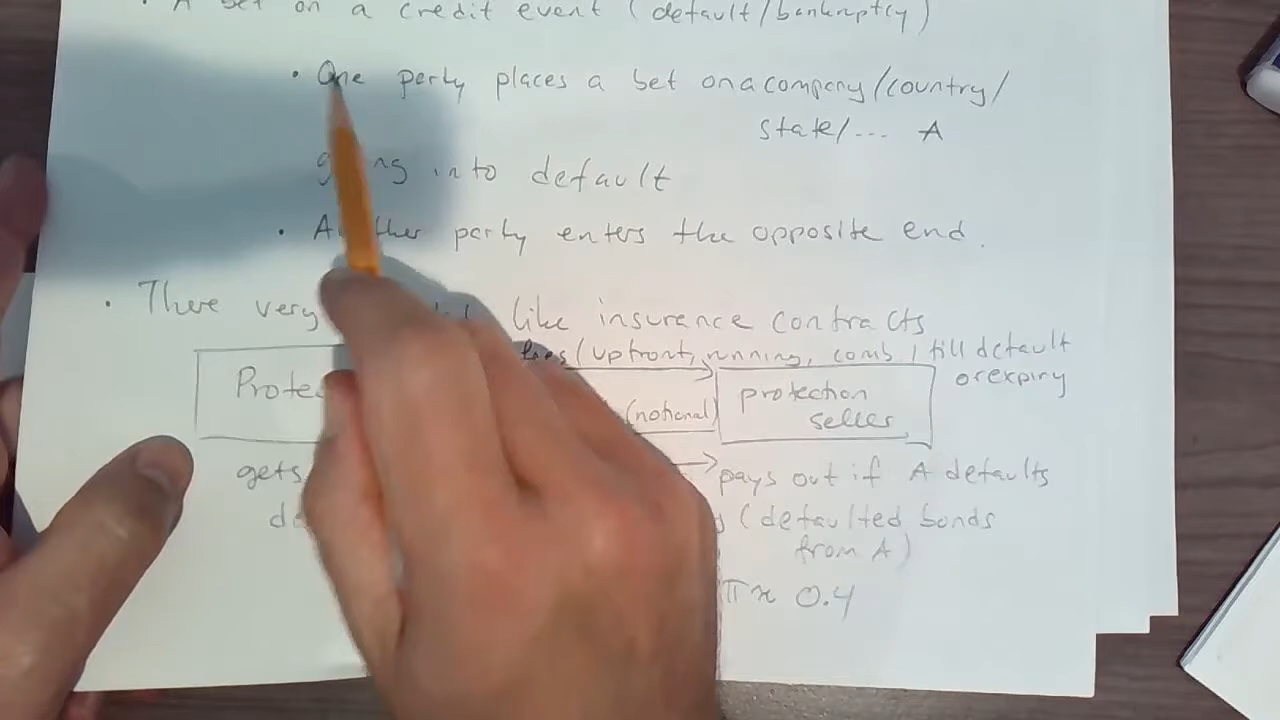 • A bet on a credit event (default/bankruptcy)
• One party places a bet on a company/country/
state/... A
going into default
• Another party enters the opposite end.
• There very like insurance contracts
fees (upfront, running, comb) till default
or expiry
(notional) protection
seller
gets pays out if A defaults
(defaulted bonds
from A)
π ≈ 0.4